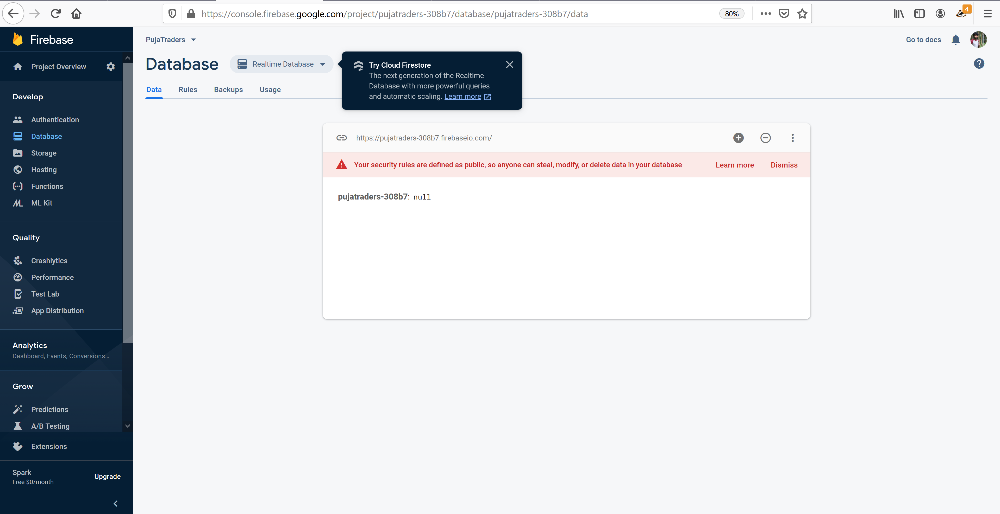 https://console.firebase.google.com/project/pujatraders-308b7/database/pujatraders-308b7/data
80%
4
Firebase
Project Overview
Develop
Authentication
Database
Storage
Hosting
Functions
ML Kit
Quality
Crashlytics
Performance
Test Lab
App Distribution
Analytics
Dashboard, Events, Conversions...
Grow
Predictions
A/B Testing
Extensions
Spark
Free $0/month
Upgrade
PujaTraders
Go to docs
Database
Realtime Database
Try Cloud Firestore
The next generation of the Realtime
Database with more powerful queries
and automatic scaling. Learn more
Data Rules Backups Usage
https://pujatraders-308b7.firebaseio.com/
Your security rules are defined as public, so anyone can steal, modify, or delete data in your database
Learn more
Dismiss
pujatraders-308b7: null